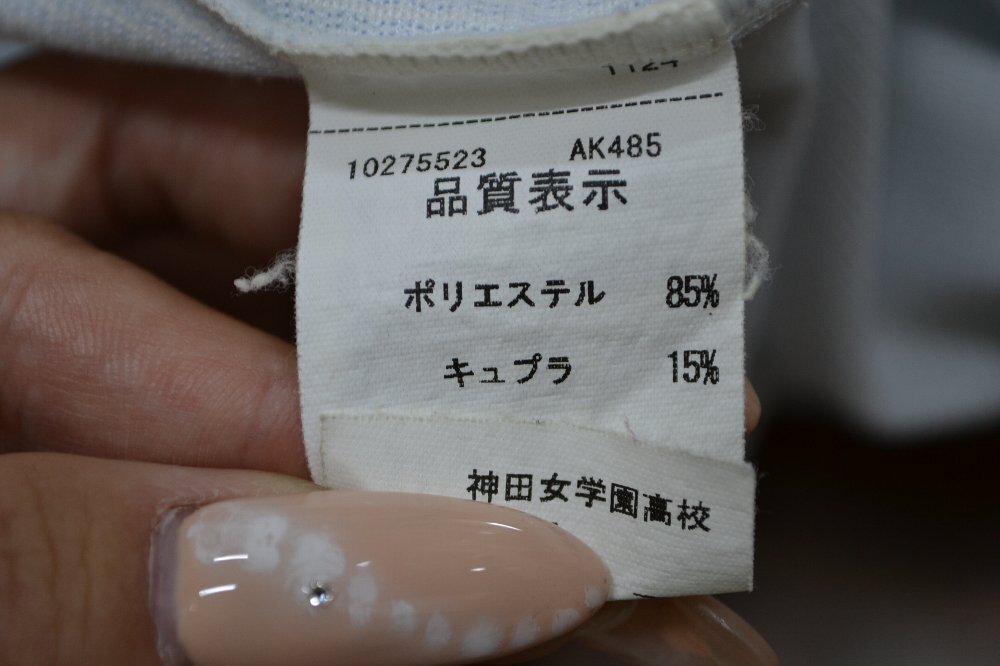 1124
10275523 AK485
品質表示
ポリエステル 85%
キュプラ 15%
神田女学園高校